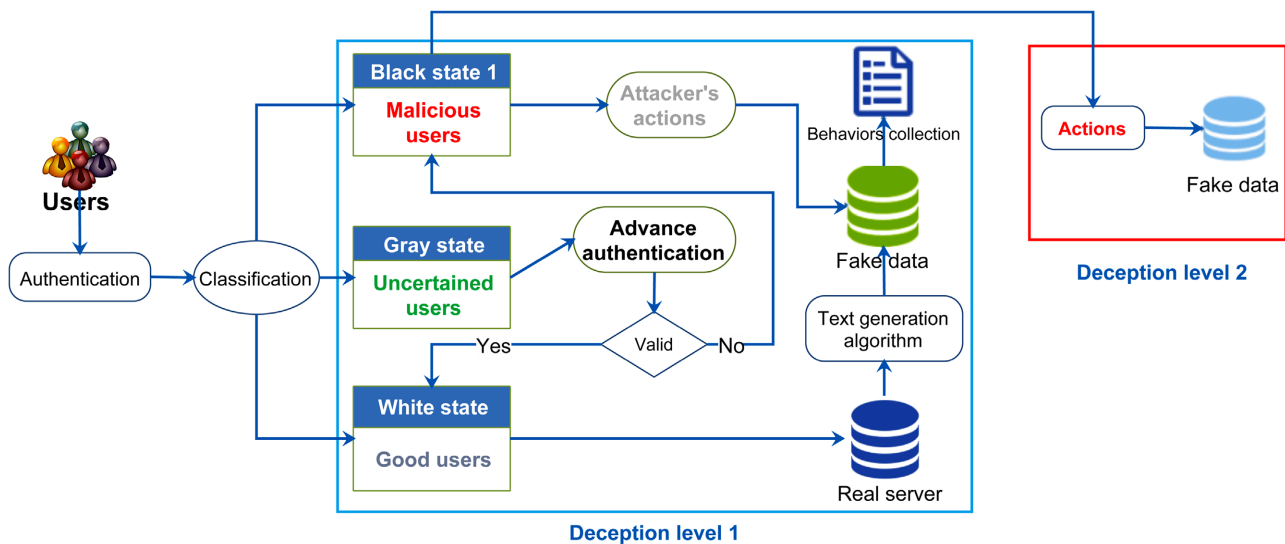 Users
Authentication
Classification
Black state 1
Malicious
users
Attacker's
actions
Behaviors collection
Gray state
Uncertained
users
Advance
authentication
Fake data
Valid
Yes
No
Text generation
algorithm
White state
Good users
Real server
Deception level 1
Actions
Fake data
Deception level 2